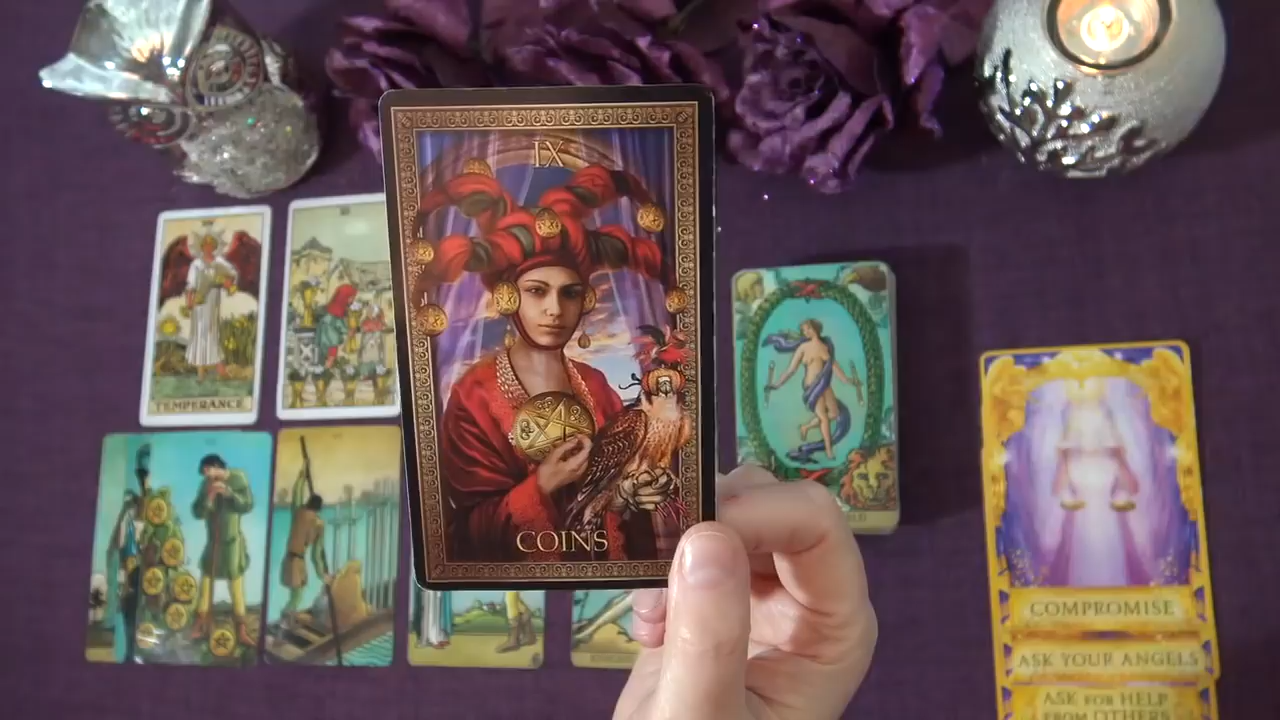 IX
COINS
TEMPERANCE
COMPROMISE
ASK YOUR ANGELS
ASK FOR HELP
FROM OTHERS